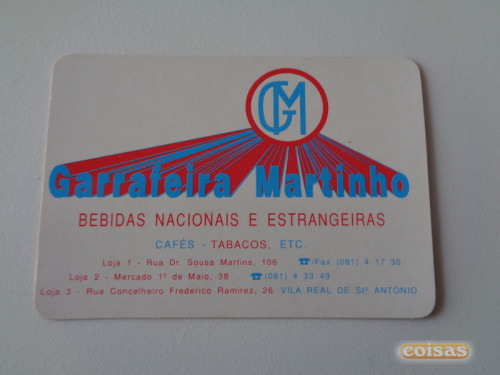 GM
Garrafeira Martinho
BEBIDAS NACIONAIS E ESTRANGEIRAS
CAFÉS - TABACOS, ETC.
Loja 1 - Rua Dr. Sousa Martins, 106 ☎/Fax (081) 4 17 30
Loja 2 - Mercado 1º de Maio, 38 ☎ (081) 4 33 49
Loja 3 - Rua Concelheiro Frederico Ramirez, 26 VILA REAL DE Stº ANTÓNIO
coisas